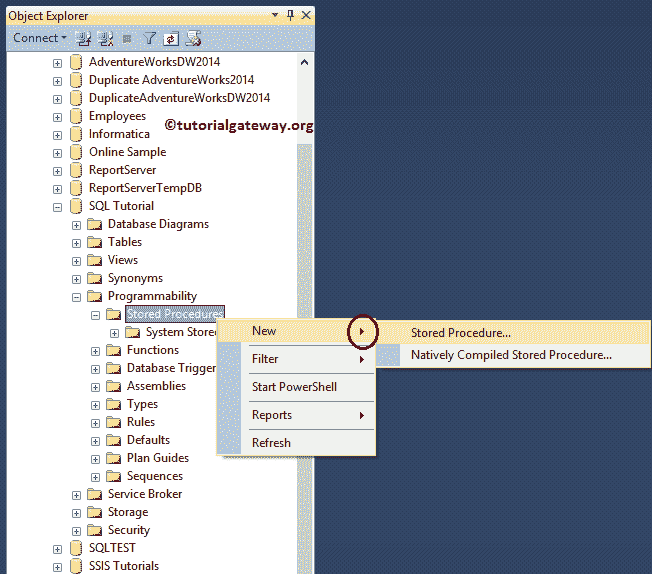 Object Explorer
Connect
AdventureWorksDW2014
Duplicate AdventureWorks2014
DuplicateAdventureWorksDW2014
Employees
©tutorialgateway.org
Informatica
Online Sample
ReportServer
ReportServerTempDB
SQL Tutorial
Database Diagrams
Tables
Views
Synonyms
Programmability
Stored Procedures
System Stored
New
Stored Procedure...
Natively Compiled Stored Procedure...
Filter
Start PowerShell
Reports
Refresh
Functions
Database Trigger
Assemblies
Types
Rules
Defaults
Plan Guides
Sequences
Service Broker
Storage
Security
SQLTEST
SSIS Tutorials